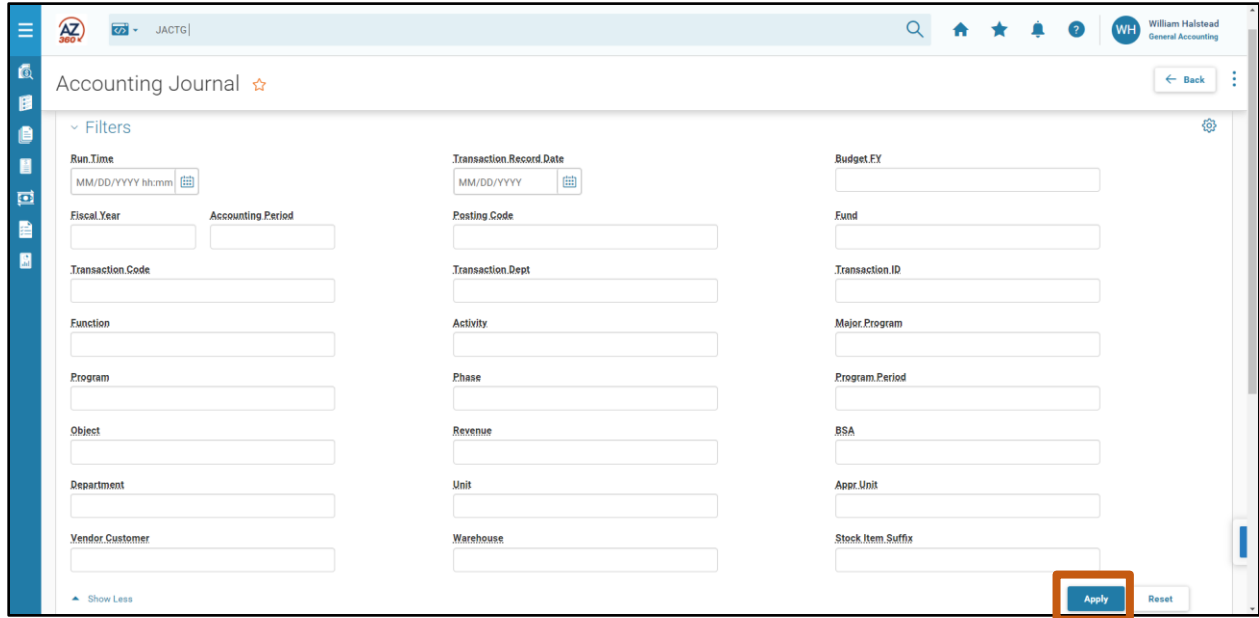 AZ 360 JACTG ? WH William Halstead
General Accounting
Accounting Journal ← Back
Filters
Run Time Transaction Record Date Budget FY
MM/DD/YYYY hh:mm MM/DD/YYYY
Fiscal Year Accounting Period Posting Code Fund
Transaction Code Transaction Dept Transaction ID
Function Activity Major Program
Program Phase Program Period
Object Revenue BSA
Department Unit Appr Unit
Vendor Customer Warehouse Stock Item Suffix
Show Less Apply Reset